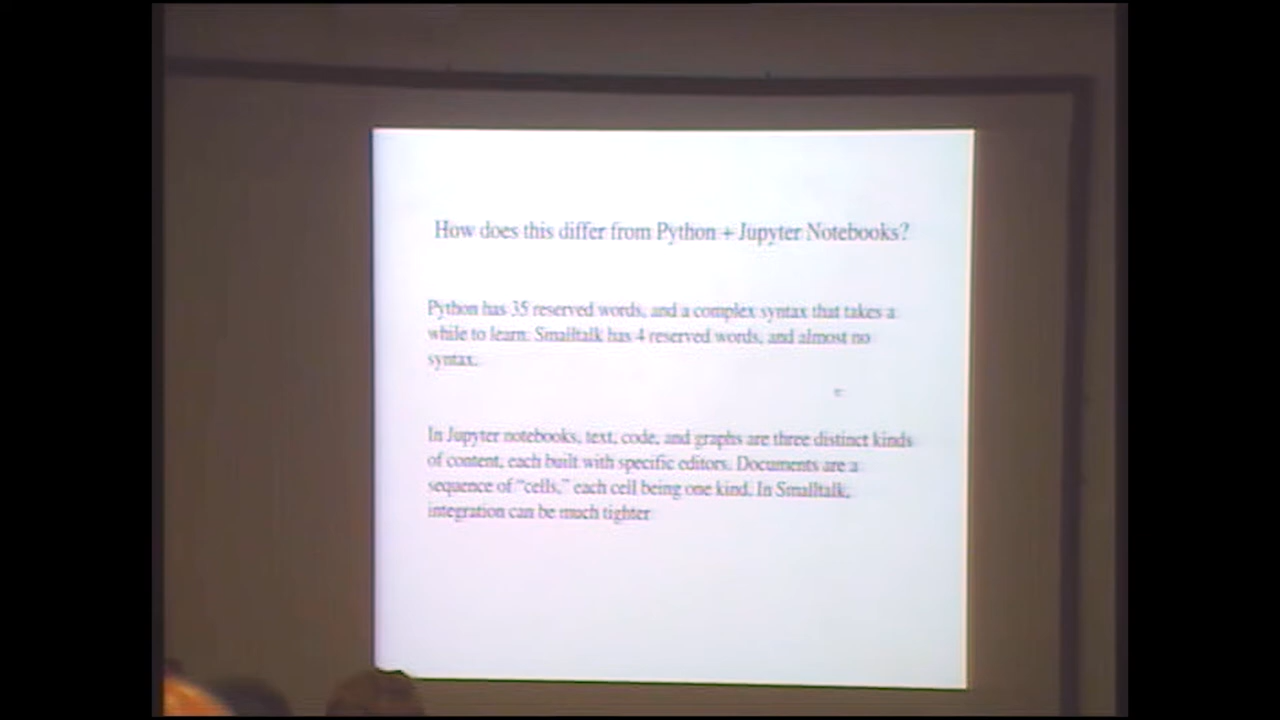 How does this differ from Python + Jupyter Notebooks?
Python has 35 reserved words, and a complex syntax that takes a
while to learn. Smalltalk has 4 reserved words, and almost no
syntax.
In Jupyter notebooks, text, code, and graphs are three distinct kinds
of content, each built with specific editors. Documents are a
sequence of “cells,” each cell being one kind. In Smalltalk,
integration can be much tighter